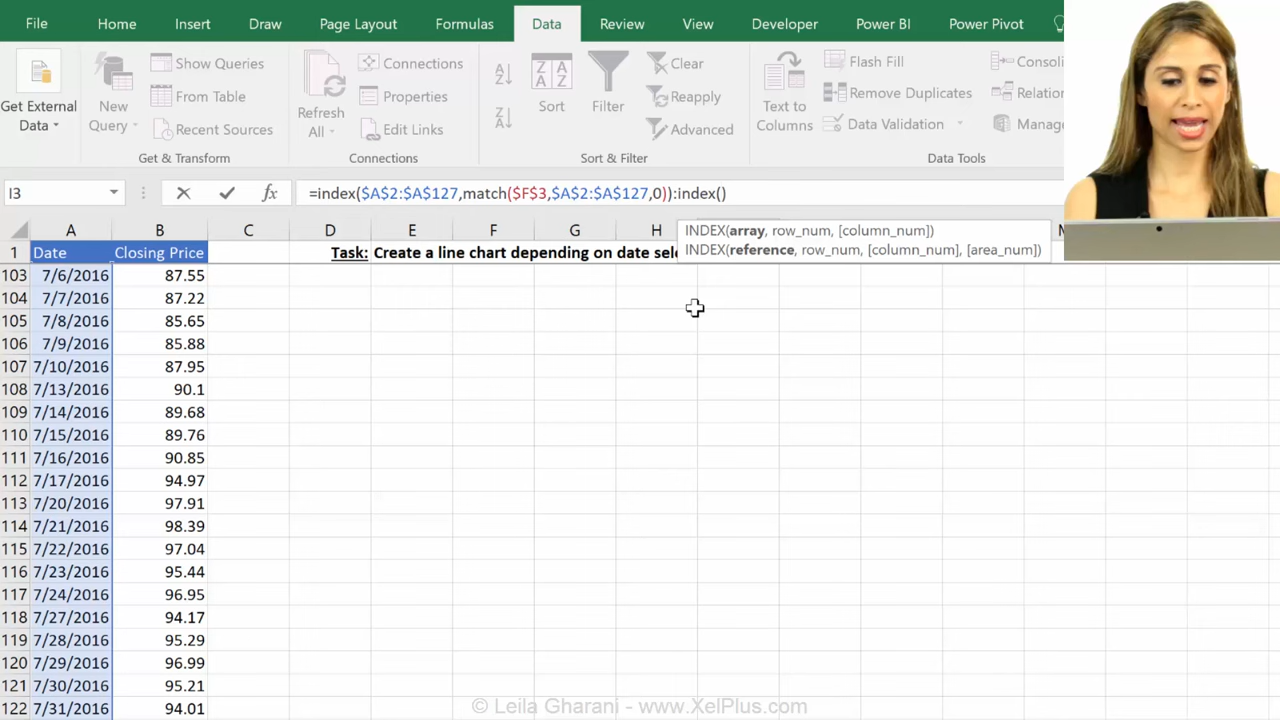 File Home Insert Draw Page Layout Formulas Data Review View Developer Power BI Power Pivot
Get External Data
New Query
Show Queries
From Table
Recent Sources
Get & Transform
Refresh All
Connections
Properties
Edit Links
Connections
Sort
Filter
Clear
Reapply
Advanced
Sort & Filter
Text to Columns
Flash Fill
Remove Duplicates
Data Validation
Data Tools
I3 fx =index($A$2:$A$127,match($F$3,$A$2:$A$127,0)):index()
INDEX(array, row_num, [column_num])
INDEX(reference, row_num, [column_num], [area_num])
A B C D E F G H
1 Date Closing Price Task: Create a line chart depending on date
103 7/6/2016 87.55
104 7/7/2016 87.22
105 7/8/2016 85.65
106 7/9/2016 85.88
107 7/10/2016 87.95
108 7/13/2016 90.1
109 7/14/2016 89.68
110 7/15/2016 89.76
111 7/16/2016 90.85
112 7/17/2016 94.97
113 7/20/2016 97.91
114 7/21/2016 98.39
115 7/22/2016 97.04
116 7/23/2016 95.44
117 7/24/2016 96.95
118 7/27/2016 94.17
119 7/28/2016 95.29
120 7/29/2016 96.99
121 7/30/2016 95.21
122 7/31/2016 94.01
© Leila Gharani - www.XelPlus.com